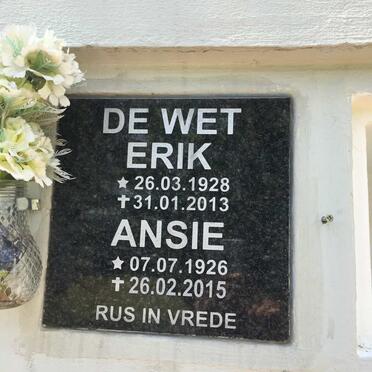 DE WET
ERIK
★ 26.03.1928
✝ 31.01.2013
ANSIE
★ 07.07.1926
✝ 26.02.2015
RUS IN VREDE